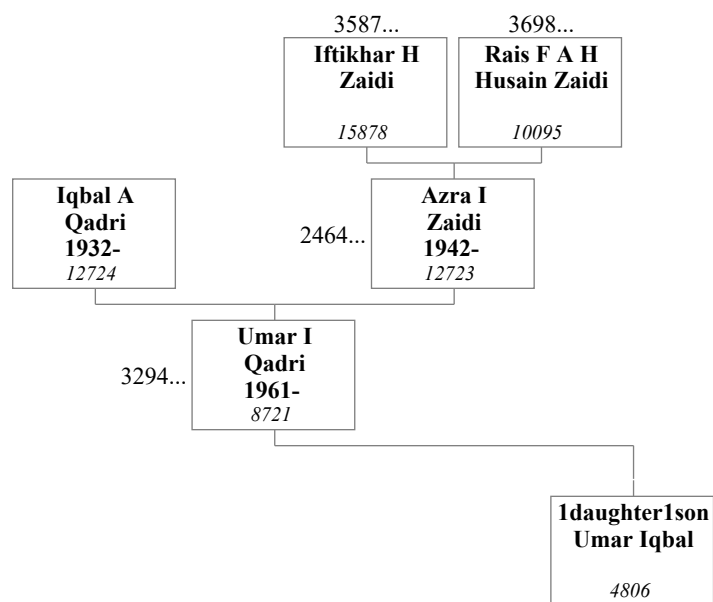 3587...
3698...
Iftikhar H
Zaidi
15878
Rais F A H
Husain Zaidi
10095
Iqbal A
Qadri
1932-
12724
2464...
Azra I
Zaidi
1942-
12723
3294...
Umar I
Qadri
1961-
8721
1daughter1son
Umar Iqbal
4806